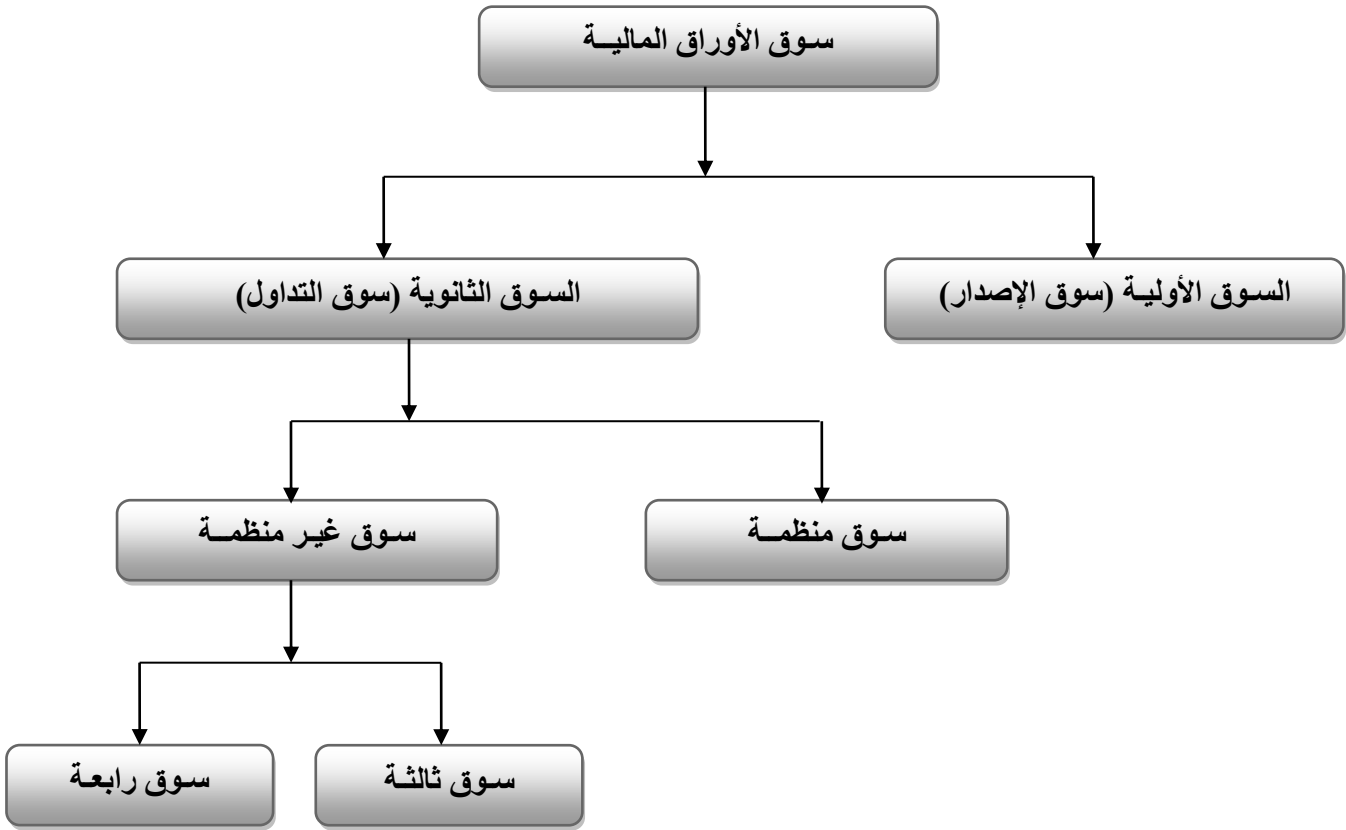 سوق الأوراق المالية
السوق الأولية (سوق الإصدار)
السوق الثانوية (سوق التداول)
سوق منظمة
سوق غير منظمة
سوق ثالثة
سوق رابعة